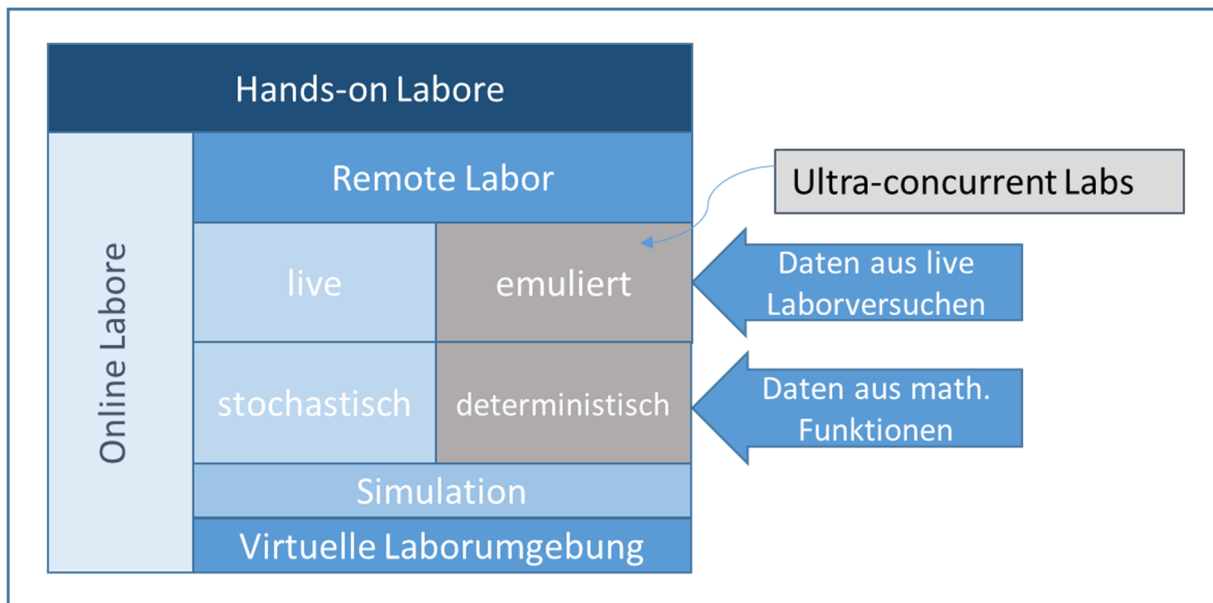 Hands-on Labore
Online Labore
Remote Labor
Ultra-concurrent Labs
live
emuliert
Daten aus live
Laborversuchen
stochastisch
deterministisch
Daten aus math.
Funktionen
Simulation
Virtuelle Laborumgebung